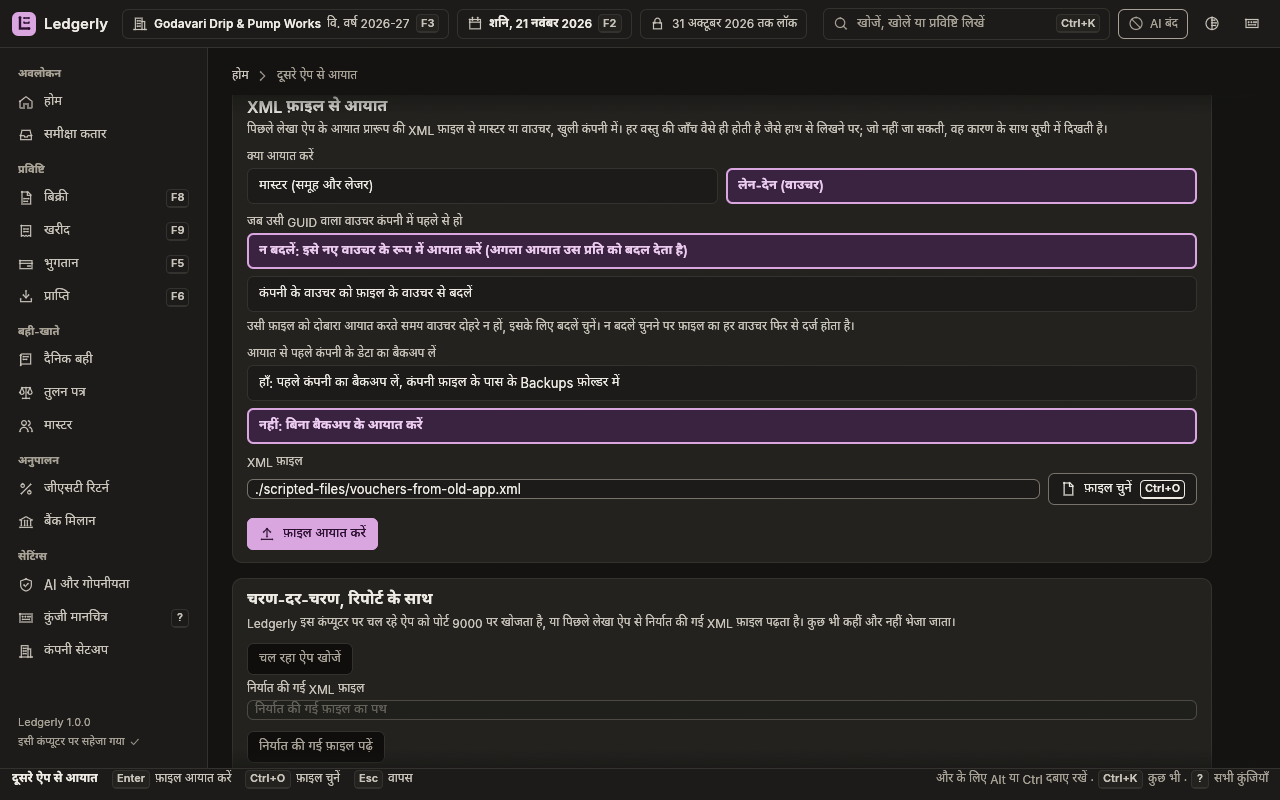 Ledgerly
Godavari Drip & Pump Works वि. वर्ष 2026-27 F3
शनि, 21 नवंबर 2026 F2
31 अक्टूबर 2026 तक लॉक
खोजें, खोलें या प्रविष्टि लिखें Ctrl+K
AI बंद
अवलोकन
होम
समीक्षा कतार
प्रविष्टि
बिक्री F8
खरीद F9
भुगतान F5
प्राप्ति F6
बही-खाते
दैनिक बही
तुलन पत्र
मास्टर
अनुपालन
जीएसटी रिटर्न
बैंक मिलान
सेटिंग्स
AI और गोपनीयता
कुंजी मानचित्र ?
कंपनी सेटअप
Ledgerly 1.0.0
इसी कंप्यूटर पर सहेजा गया
होम दूसरे ऐप से आयात
XML फ़ाइल से आयात
पिछले लेखा ऐप के आयात प्रारूप की XML फ़ाइल से मास्टर या वाउचर, खुली कंपनी में। हर वस्तु की जाँच वैसे ही होती है जैसे हाथ से लिखने पर; जो नहीं जा सकती, वह कारण के साथ सूची में दिखती है।
क्या आयात करें
मास्टर (समूह और लेजर)
लेन-देन (वाउचर)
जब उसी GUID वाला वाउचर कंपनी में पहले से हो
न बदलें: इसे नए वाउचर के रूप में आयात करें (अगला आयात उस प्रति को बदल देता है)
कंपनी के वाउचर को फ़ाइल के वाउचर से बदलें
उसी फ़ाइल को दोबारा आयात करते समय वाउचर दोहरे न हों, इसके लिए बदलें चुनें। न बदलें चुनने पर फ़ाइल का हर वाउचर फिर से दर्ज होता है।
आयात से पहले कंपनी के डेटा का बैकअप लें
हाँ: पहले कंपनी का बैकअप लें, कंपनी फ़ाइल के पास के Backups फ़ोल्डर में
नहीं: बिना बैकअप के आयात करें
XML फ़ाइल
./scripted-files/vouchers-from-old-app.xml
फ़ाइल चुनें Ctrl+O
फ़ाइल आयात करें
चरण-दर-चरण, रिपोर्ट के साथ
Ledgerly इस कंप्यूटर पर चल रहे ऐप को पोर्ट 9000 पर खोजता है, या पिछले लेखा ऐप से निर्यात की गई XML फ़ाइल पढ़ता है। कुछ भी कहीं और नहीं भेजा जाता।
चल रहा ऐप खोजें
निर्यात की गई XML फ़ाइल
निर्यात की गई फ़ाइल का पथ
निर्यात की गई फ़ाइल पढ़ें
दूसरे ऐप से आयात Enter फ़ाइल आयात करें Ctrl+O फ़ाइल चुनें Esc वापस
और के लिए Alt या Ctrl दबाए रखें · Ctrl+K कुछ भी · ? सभी कुंजियाँ